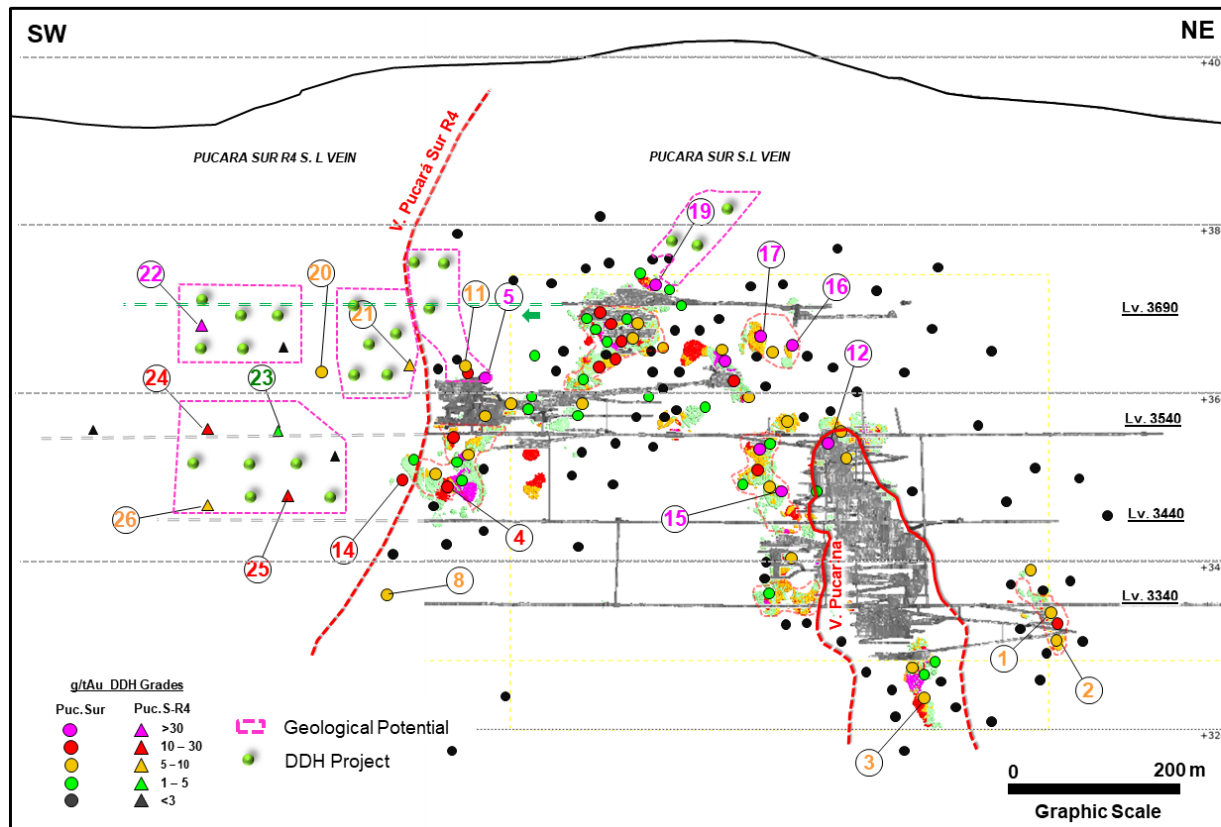 SW
NE
+40
PUCARA SUR R4 S. L VEIN
PUCARA SUR S.L VEIN
V. Pucará Sur R4
+38
19
17
22
20
21
11
5
16
Lv. 3690
12
+36
24
23
Lv. 3540
15
Lv. 3440
26
25
14
4
+34
8
Lv. 3340
V. Pucarina
1
2
3
+32
g/tAu DDH Grades
Puc.Sur
Puc.S-R4
>30
10 – 30
5 –10
1 – 5
<3
Geological Potential
DDH Project
0
200 m
Graphic Scale